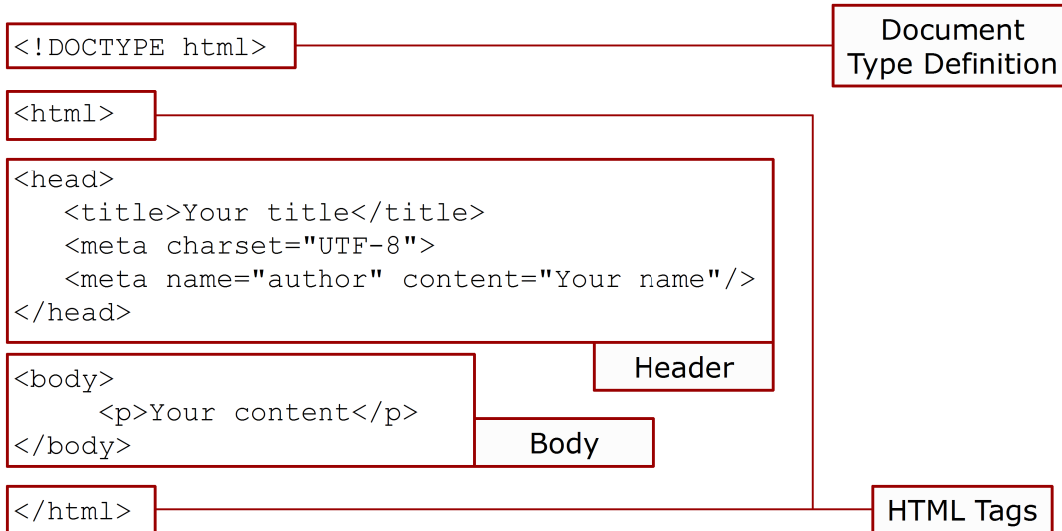 <!DOCTYPE html>
Document
Type Definition
<html>
<head>
<title>Your title</title>
<meta charset="UTF-8">
<meta name="author" content="Your name"/>
</head>
Header
<body>
<p>Your content</p>
</body>
Body
</html>
HTML Tags